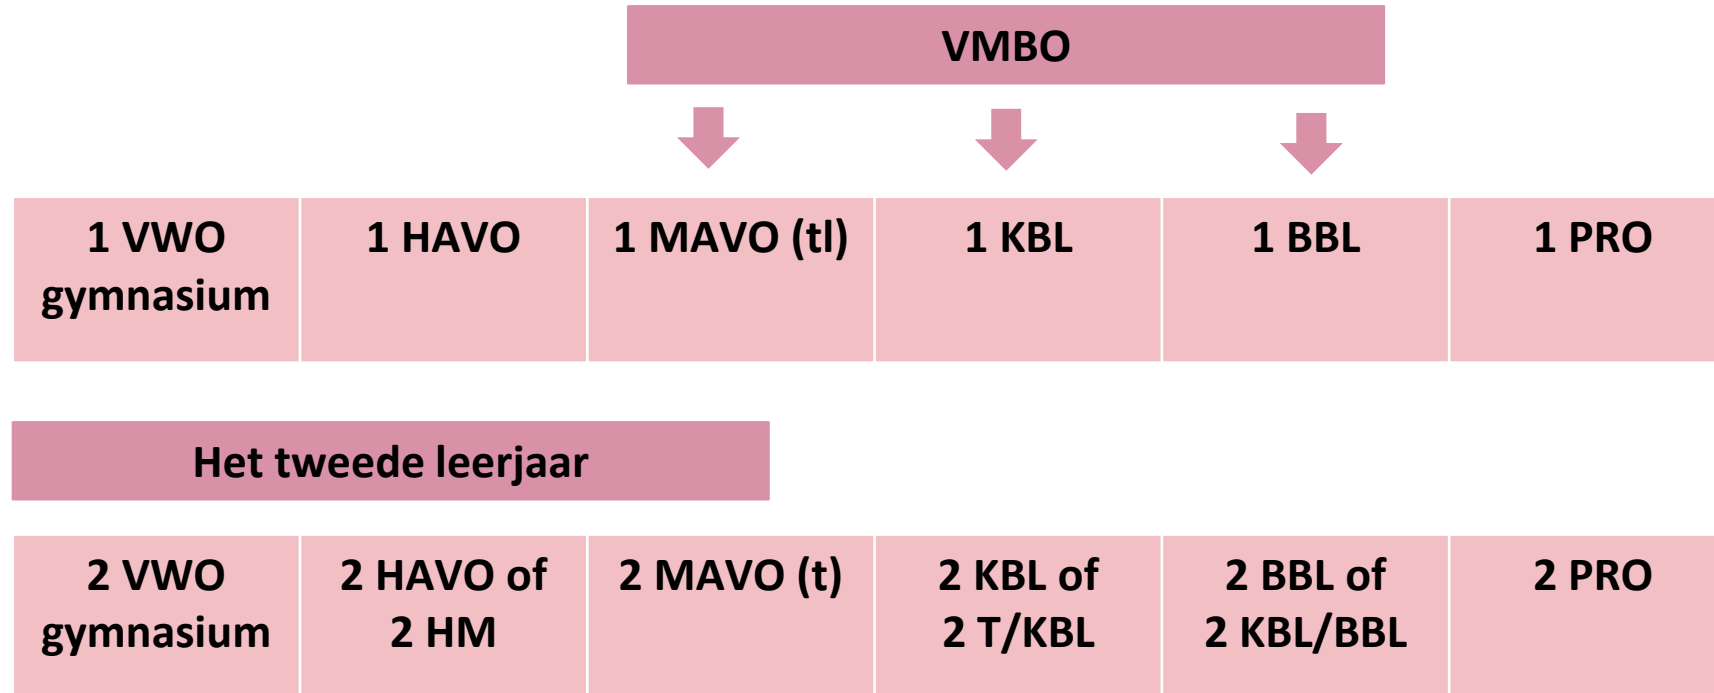 VMBO
1 VWO
gymnasium
1 HAVO
1 MAVO (tl)
1 KBL
1 BBL
1 PRO
Het tweede leerjaar
2 VWO
gymnasium
2 HAVO of
2 HM
2 MAVO (t)
2 KBL of
2 T/KBL
2 BBL of
2 KBL/BBL
2 PRO